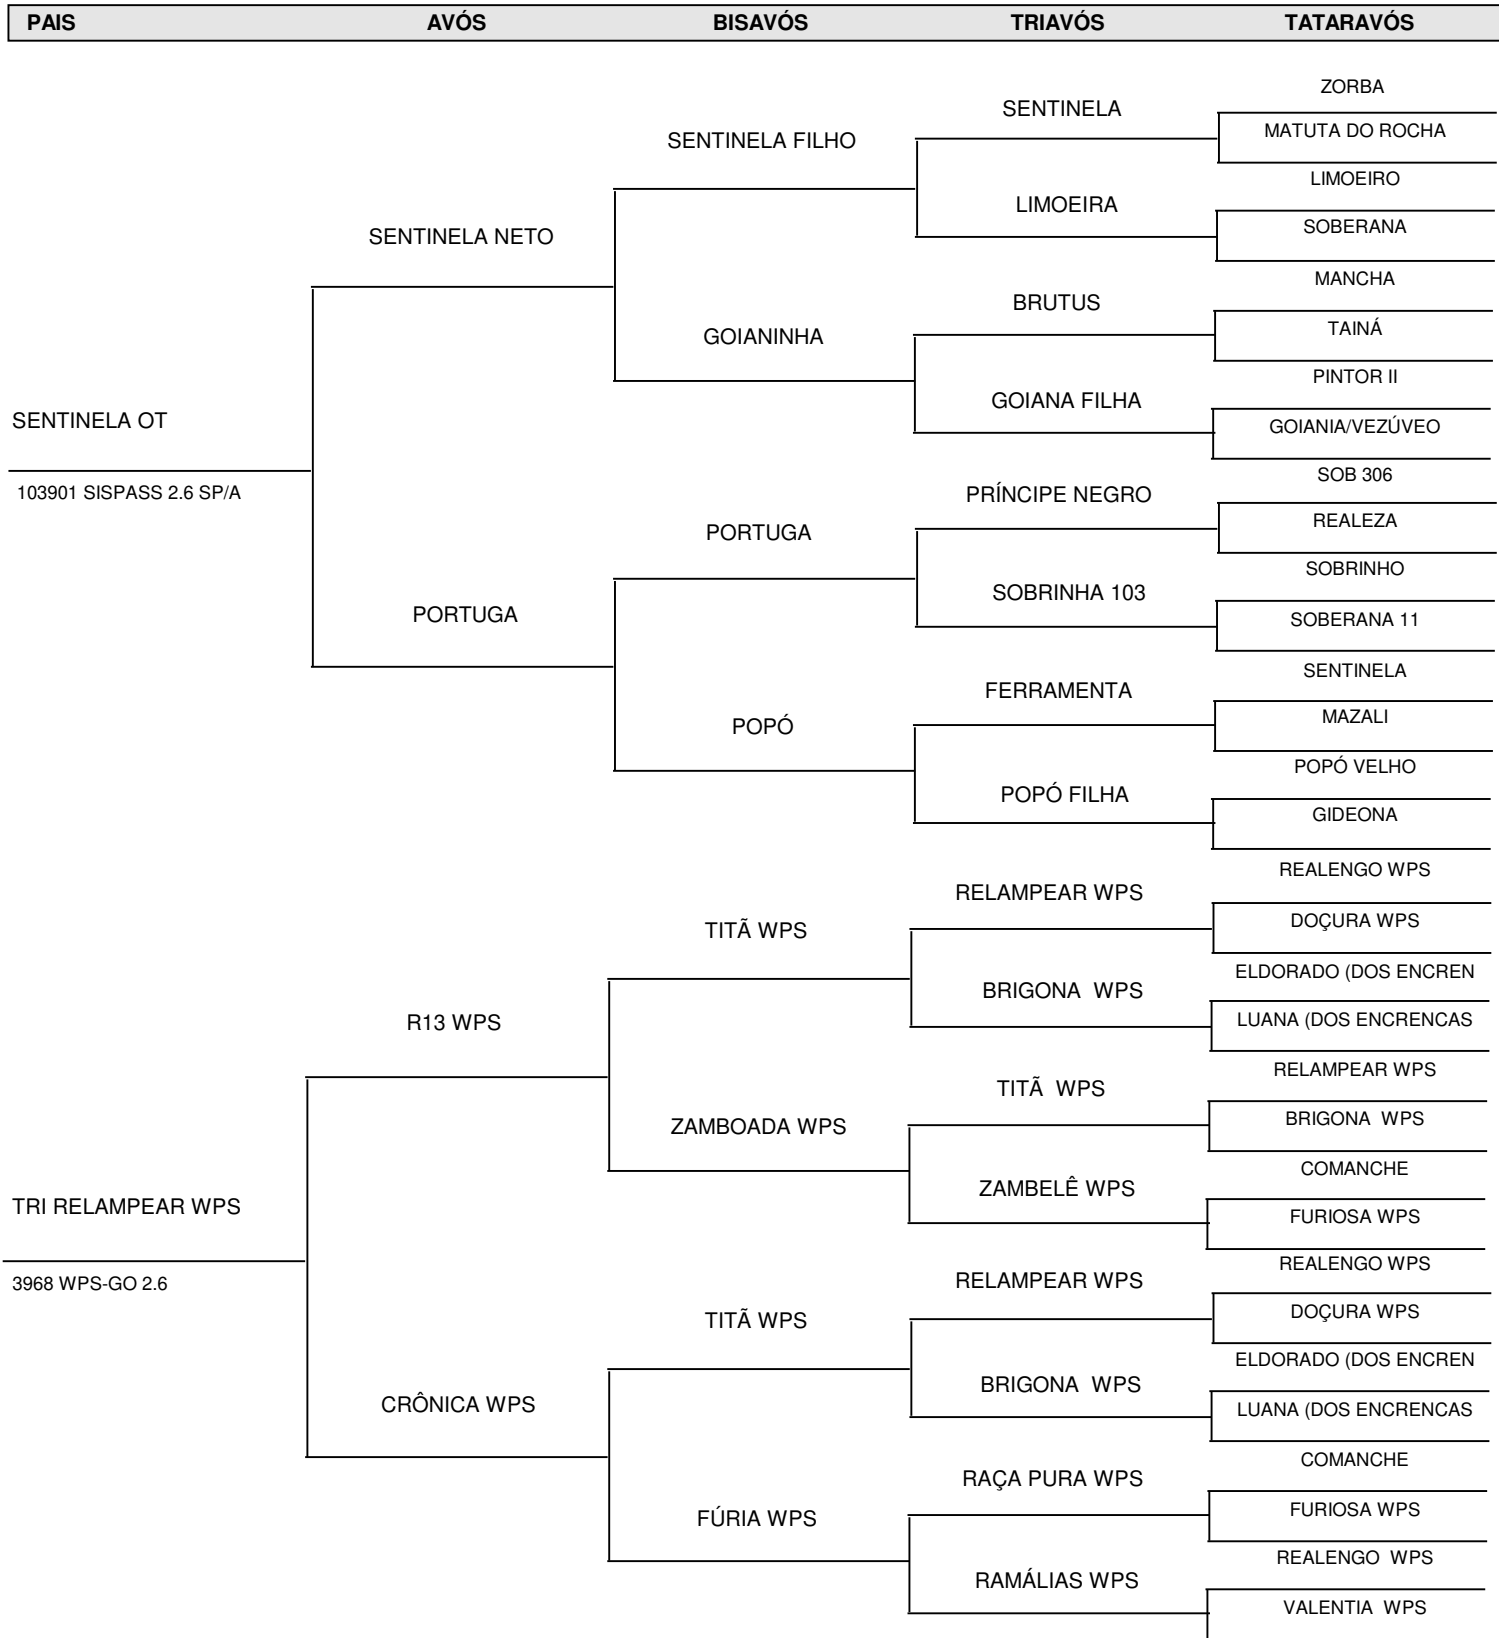 PAIS AVÓS BISAVÓS TRIAVÓS TATARAVÓS
ZORBA
SENTINELA
MATUTA DO ROCHA
SENTINELA FILHO
LIMOEIRO
LIMOEIRA
SOBERANA
SENTINELA NETO
MANCHA
BRUTUS
TAINÁ
GOIANINHA
PINTOR II
GOIANA FILHA
SENTINELA OT
GOIANIA/VEZÚVEO
SOB 306
103901 SISPASS 2.6 SP/A
PRÍNCIPE NEGRO
REALEZA
PORTUGA
SOBRINHO
SOBRINHA 103
PORTUGA
SOBERANA 11
SENTINELA
FERRAMENTA
MAZALI
POPÓ
POPÓ VELHO
POPÓ FILHA
GIDEONA
REALENGO WPS
RELAMPEAR WPS
DOÇURA WPS
TITÃ WPS
ELDORADO (DOS ENCREN
BRIGONA  WPS
R13 WPS
LUANA (DOS ENCRENCAS
RELAMPEAR WPS
TITÃ  WPS
BRIGONA  WPS
ZAMBOADA WPS
COMANCHE
ZAMBELÊ WPS
TRI RELAMPEAR WPS
FURIOSA WPS
REALENGO WPS
RELAMPEAR WPS
3968 WPS-GO 2.6
DOÇURA WPS
TITÃ WPS
ELDORADO (DOS ENCREN
BRIGONA  WPS
CRÔNICA WPS
LUANA (DOS ENCRENCAS
COMANCHE
RAÇA PURA WPS
FURIOSA WPS
FÚRIA WPS
REALENGO  WPS
RAMÁLIAS WPS
VALENTIA  WPS